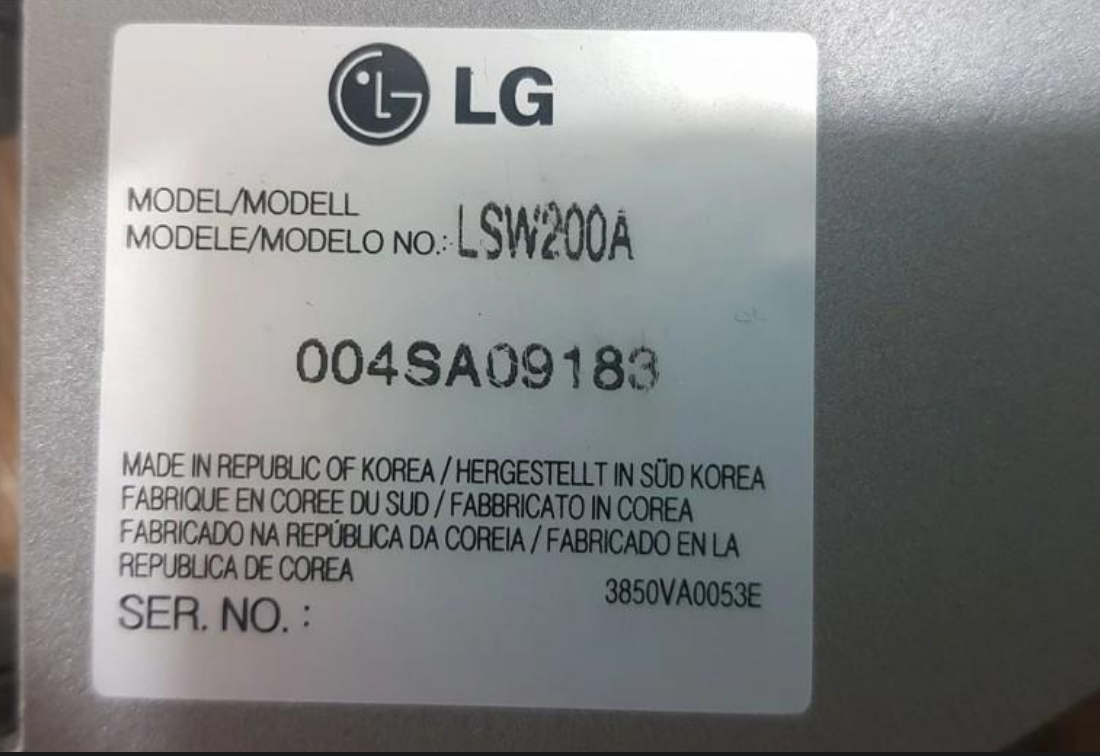 LG
MODEL/MODELL
MODELE/MODELO NO.: LSW200A
004SA09183
MADE IN REPUBLIC OF KOREA / HERGESTELLT IN SÜD KOREA
FABRIQUE EN COREE DU SUD / FABBRICATO IN COREA
FABRICADO NA REPÚBLICA DA COREIA / FABRICADO EN LA
REPUBLICA DE COREA
3850VA0053E
SER. NO. :